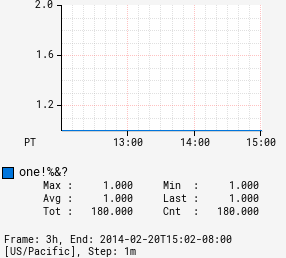 2.0
1.6
1.2
PT 13:00 14:00 15:00
one!%&?
Max : 1.000 Min : 1.000
Avg : 1.000 Last : 1.000
Tot : 180.000 Cnt : 180.000
Frame: 3h, End: 2014-02-20T15:02-08:00
[US/Pacific], Step: 1m